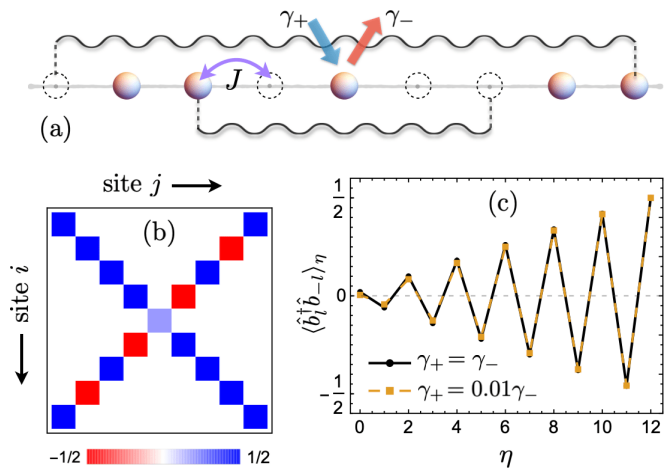 γ₊ γ₋
J
(a)
site j →
site i →
(b)
-1/2 1/2
(c)
⟨b̂†ₗ b̂₋ₗ⟩η
1/2
0
-1/2
γ₊ = γ₋
γ₊ = 0.01γ₋
0 2 4 6 8 10 12
η